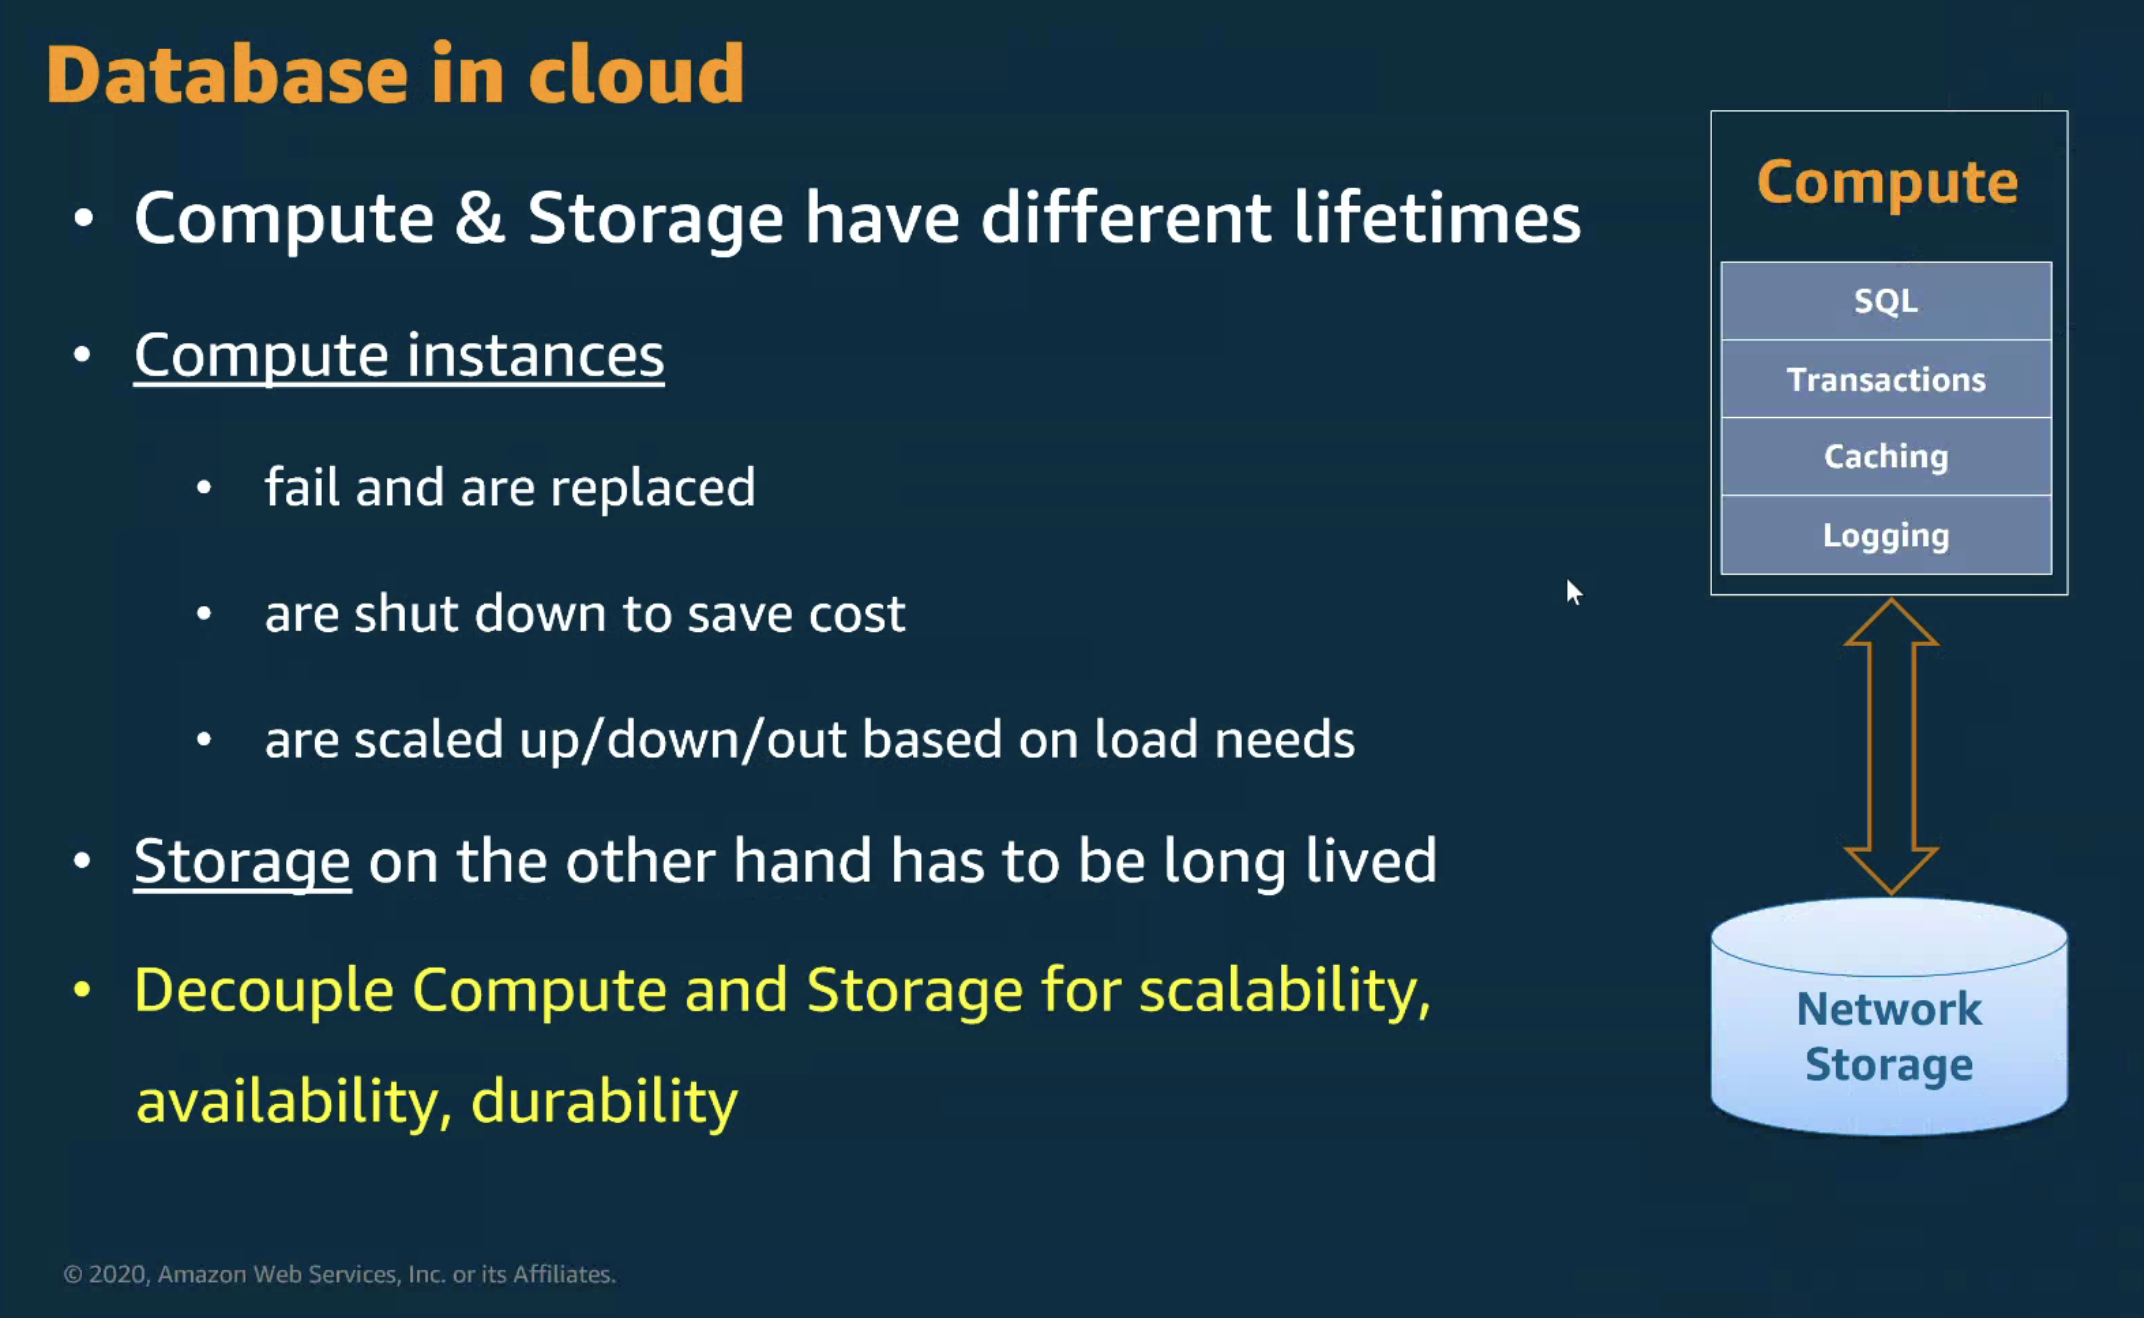 Database in cloud
• Compute & Storage have different lifetimes
• Compute instances
• fail and are replaced
• are shut down to save cost
• are scaled up/down/out based on load needs
• Storage on the other hand has to be long lived
• Decouple Compute and Storage for scalability,
availability, durability
Compute
SQL
Transactions
Caching
Logging
Network
Storage
© 2020, Amazon Web Services, Inc. or its Affiliates.